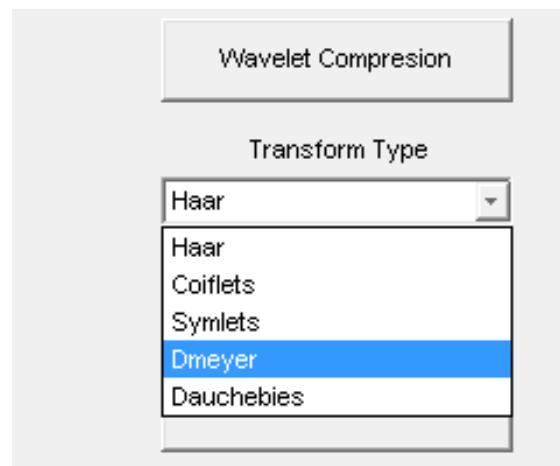 Wavelet Compresion
Transform Type
Haar
Haar
Coiflets
Symlets
Dmeyer
Dauchebies